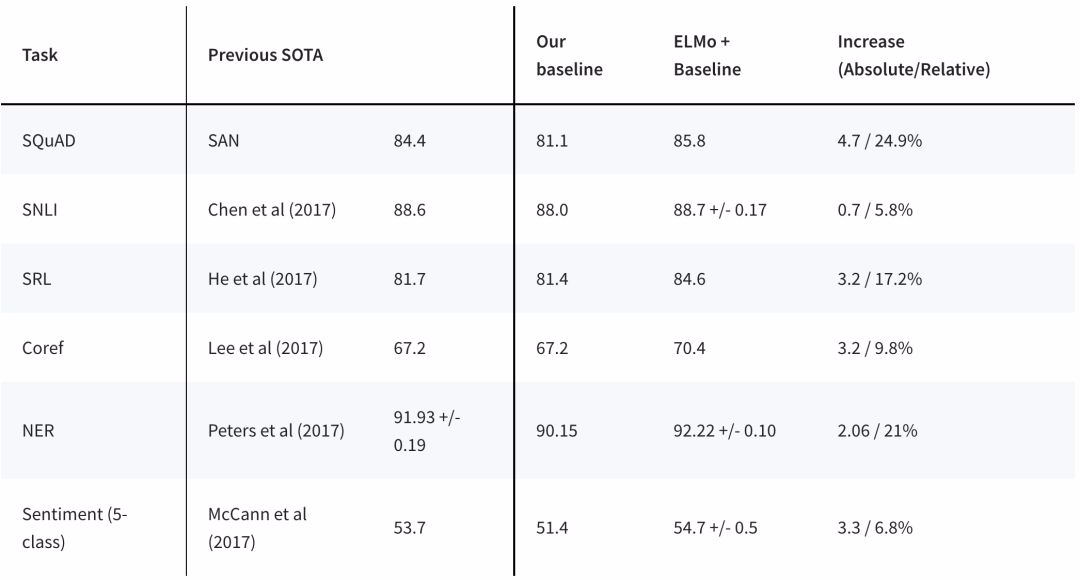 Task Previous SOTA Our baseline ELMo + Baseline Increase (Absolute/Relative)
SQuAD SAN 84.4 81.1 85.8 4.7 / 24.9%
SNLI Chen et al (2017) 88.6 88.0 88.7 +/- 0.17 0.7 / 5.8%
SRL He et al (2017) 81.7 81.4 84.6 3.2 / 17.2%
Coref Lee et al (2017) 67.2 67.2 70.4 3.2 / 9.8%
NER Peters et al (2017) 91.93 +/- 0.19 90.15 92.22 +/- 0.10 2.06 / 21%
Sentiment (5-class) McCann et al (2017) 53.7 51.4 54.7 +/- 0.5 3.3 / 6.8%